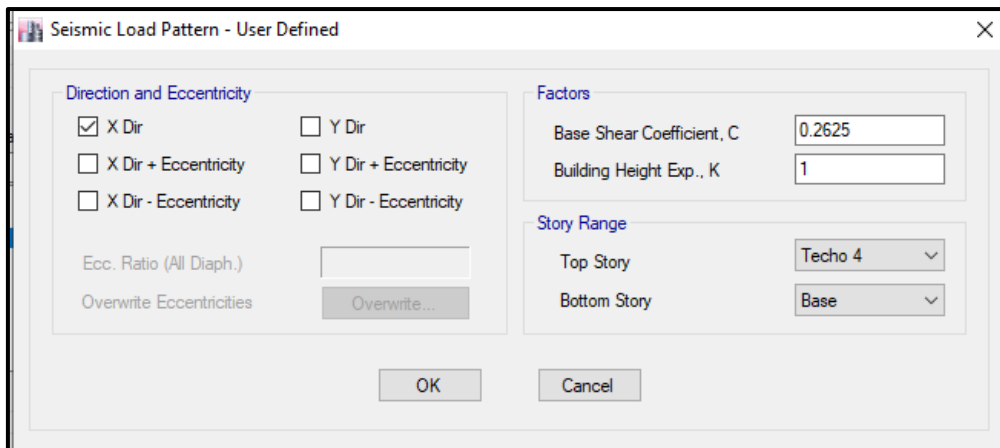 Seismic Load Pattern - User Defined
Direction and Eccentricity
X Dir
Y Dir
X Dir + Eccentricity
Y Dir + Eccentricity
X Dir - Eccentricity
Y Dir - Eccentricity
Ecc. Ratio (All Diaph.)
Overwrite Eccentricities
Overwrite...
Factors
Base Shear Coefficient, C
0.2625
Building Height Exp., K
1
Story Range
Top Story
Techo 4
Bottom Story
Base
OK
Cancel